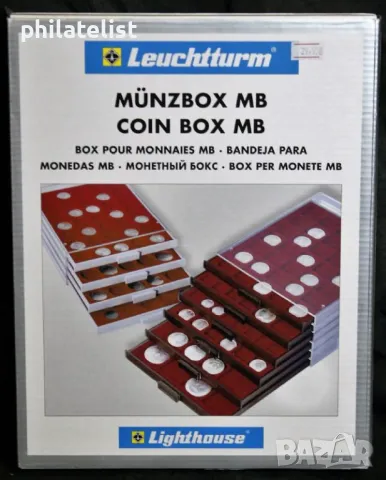 philatelist
Leuchtturm®
MÜNZBOX MB
COIN BOX MB
BOX POUR MONNAIES MB · BANDEJA PARA
MONEDAS MB · МОНЕТНЫЙ БОКС · BOX PER MONETE MB
Lighthouse®
BAZAR